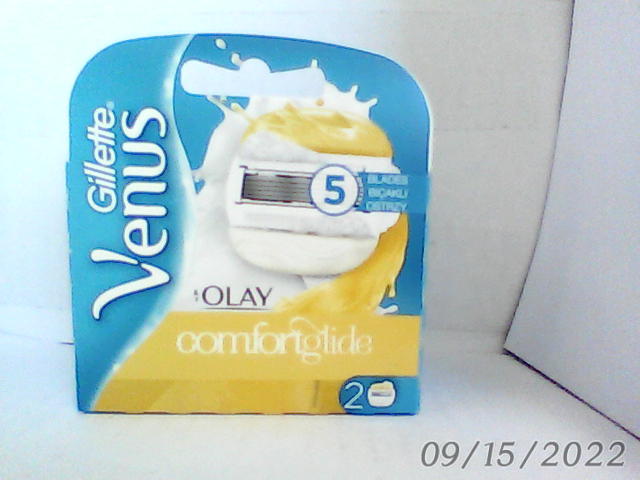 Gillette
Venus
5
BLADES
BIÇAKLI
OSTRZY
& OLAY
comfortglide
2
09/15/2022